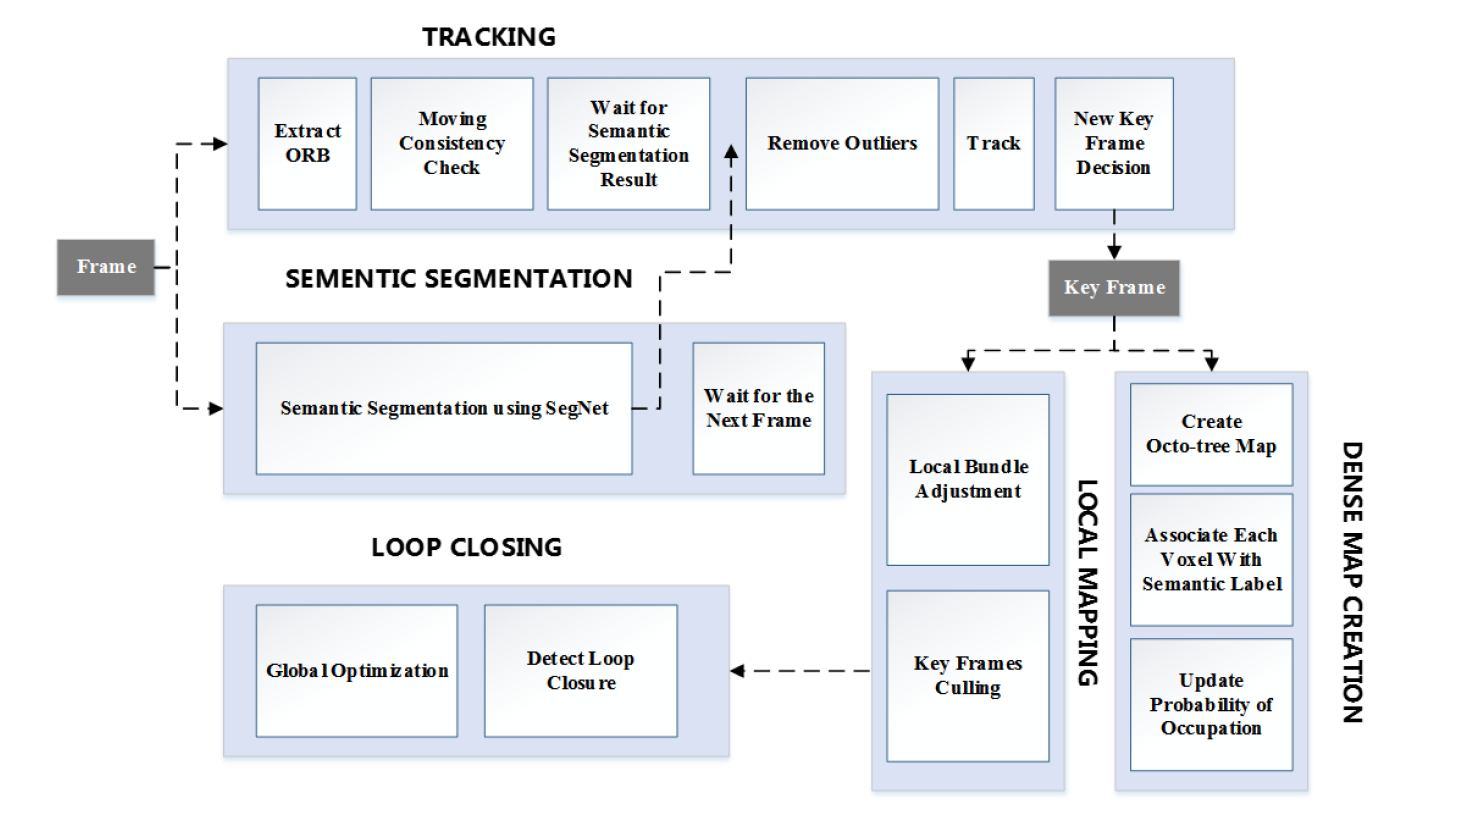 TRACKING
Extract
ORB
Moving
Consistency
Check
Wait for
Semantic
Segmentation
Result
Remove Outliers
Track
New Key
Frame
Decision
Frame
SEMENTIC SEGMENTATION
Key Frame
Semantic Segmentation using SegNet
Wait for the
Next Frame
LOOP CLOSING
Global Optimization
Detect Loop
Closure
Local Bundle
Adjustment
Key Frames
Culling
LOCAL MAPPING
Create
Octo-tree Map
Associate Each
Voxel With
Semantic Label
Update
Probability of
Occupation
DENSE MAP CREATION